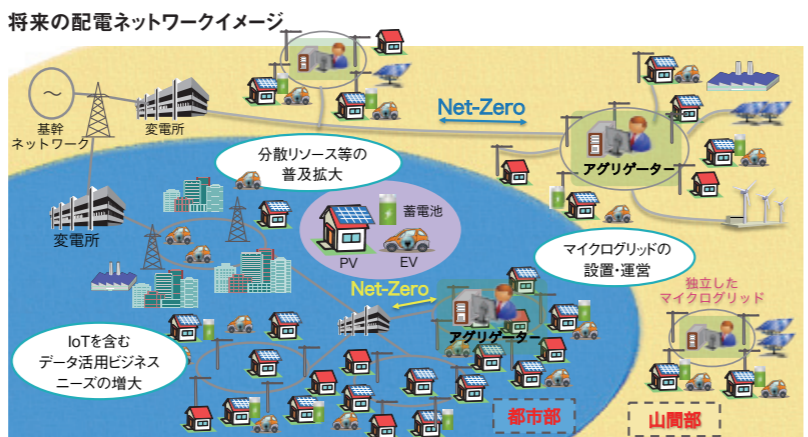 将来の配電ネットワークイメージ
～
基幹
ネットワーク
変電所
Net-Zero
アグリゲーター
分散リソース等の
普及拡大
変電所
蓄電池
PV
EV
マイクログリッドの
設置・運営
Net-Zero
アグリゲーター
独立した
マイクログリッド
IoTを含む
データ活用ビジネス
ニーズの増大
都市部
山間部